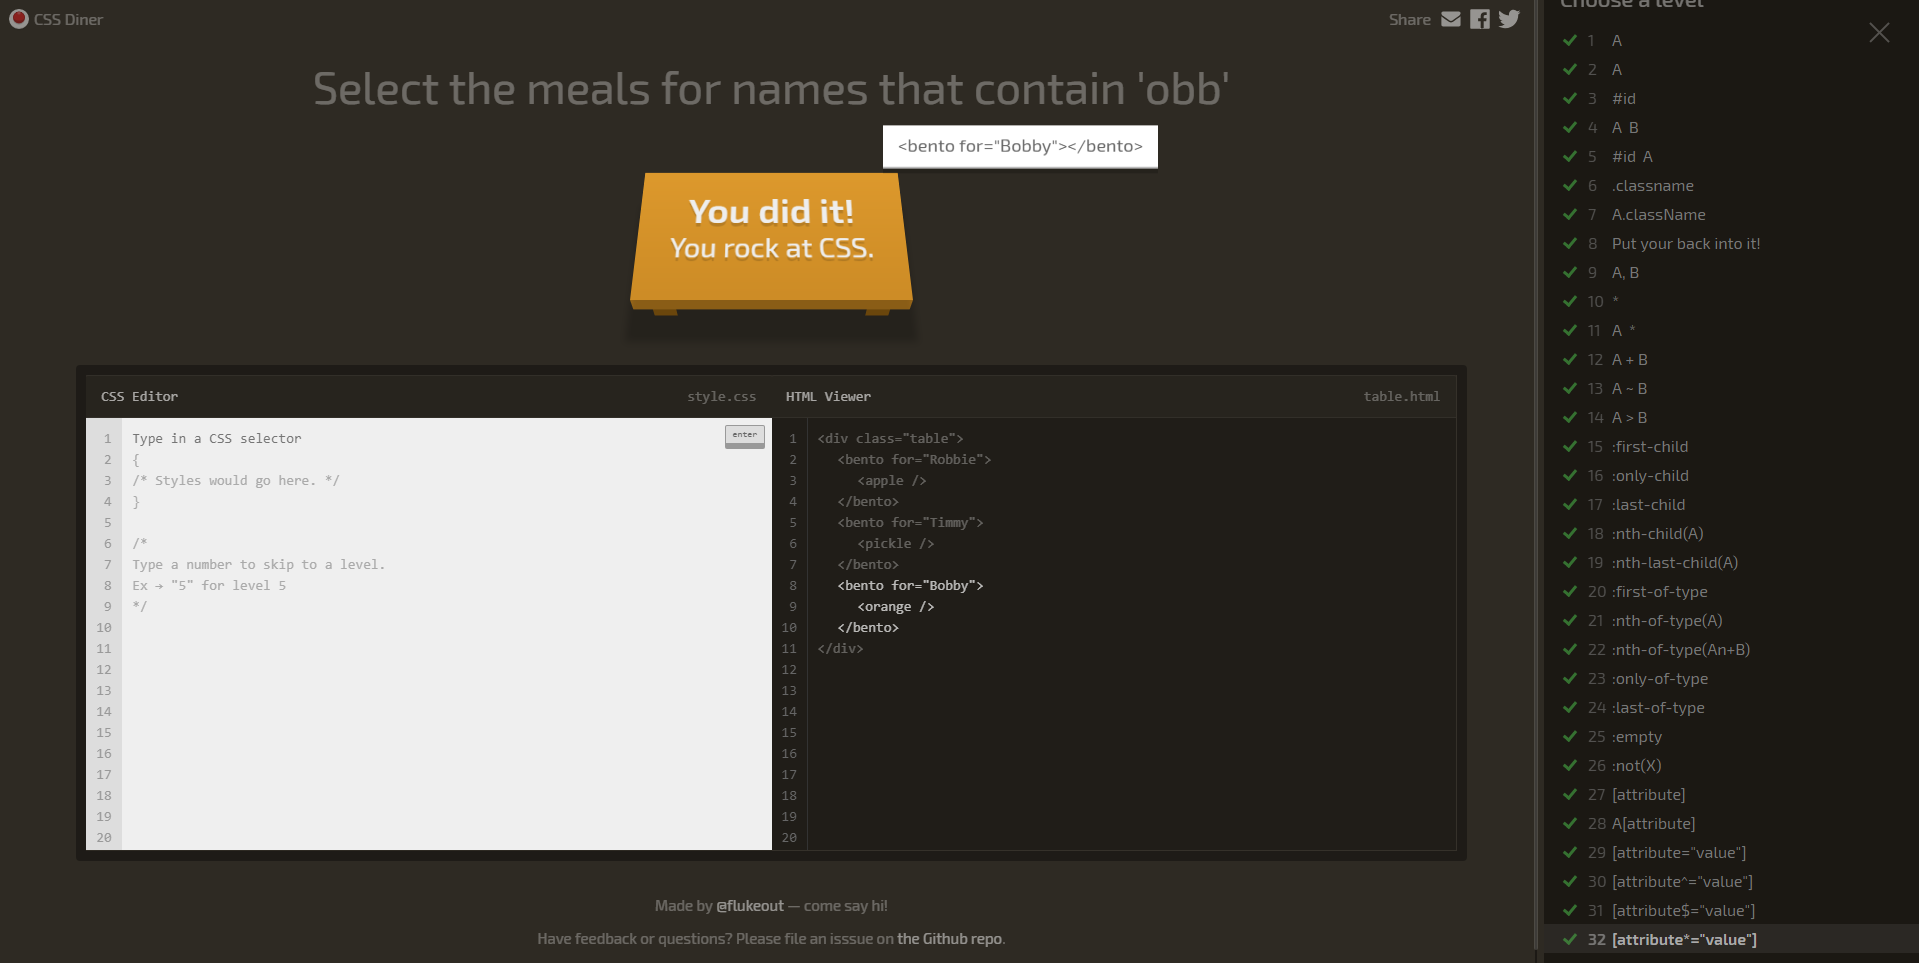 CSS Diner
Share
Select the meals for names that contain 'obb'
<bento for="Bobby"></bento>
You did it!
You rock at CSS.
CSS Editor
style.css
1 Type in a CSS selector
enter
2 {
3 /* Styles would go here. */
4 }
5
6 /*
7 Type a number to skip to a level.
8 Ex → "5" for level 5
9 */
10
11
12
13
14
15
16
17
18
19
20
HTML Viewer
table.html
1 <div class="table">
2 <bento for="Robbie">
3 <apple />
4 </bento>
5 <bento for="Timmy">
6 <pickle />
7 </bento>
8 <bento for="Bobby">
9 <orange />
10 </bento>
11 </div>
12
13
14
15
16
17
18
19
20
Made by @flukeout — come say hi!
Have feedback or questions? Please file an isssue on the Github repo.
Choose a level
1 A
2 A
3 #id
4 A B
5 #id A
6 .classname
7 A.className
8 Put your back into it!
9 A, B
10 *
11 A *
12 A + B
13 A ~ B
14 A > B
15 :first-child
16 :only-child
17 :last-child
18 :nth-child(A)
19 :nth-last-child(A)
20 :first-of-type
21 :nth-of-type(A)
22 :nth-of-type(An+B)
23 :only-of-type
24 :last-of-type
25 :empty
26 :not(X)
27 [attribute]
28 A[attribute]
29 [attribute="value"]
30 [attribute^="value"]
31 [attribute$="value"]
32 [attribute*="value"]